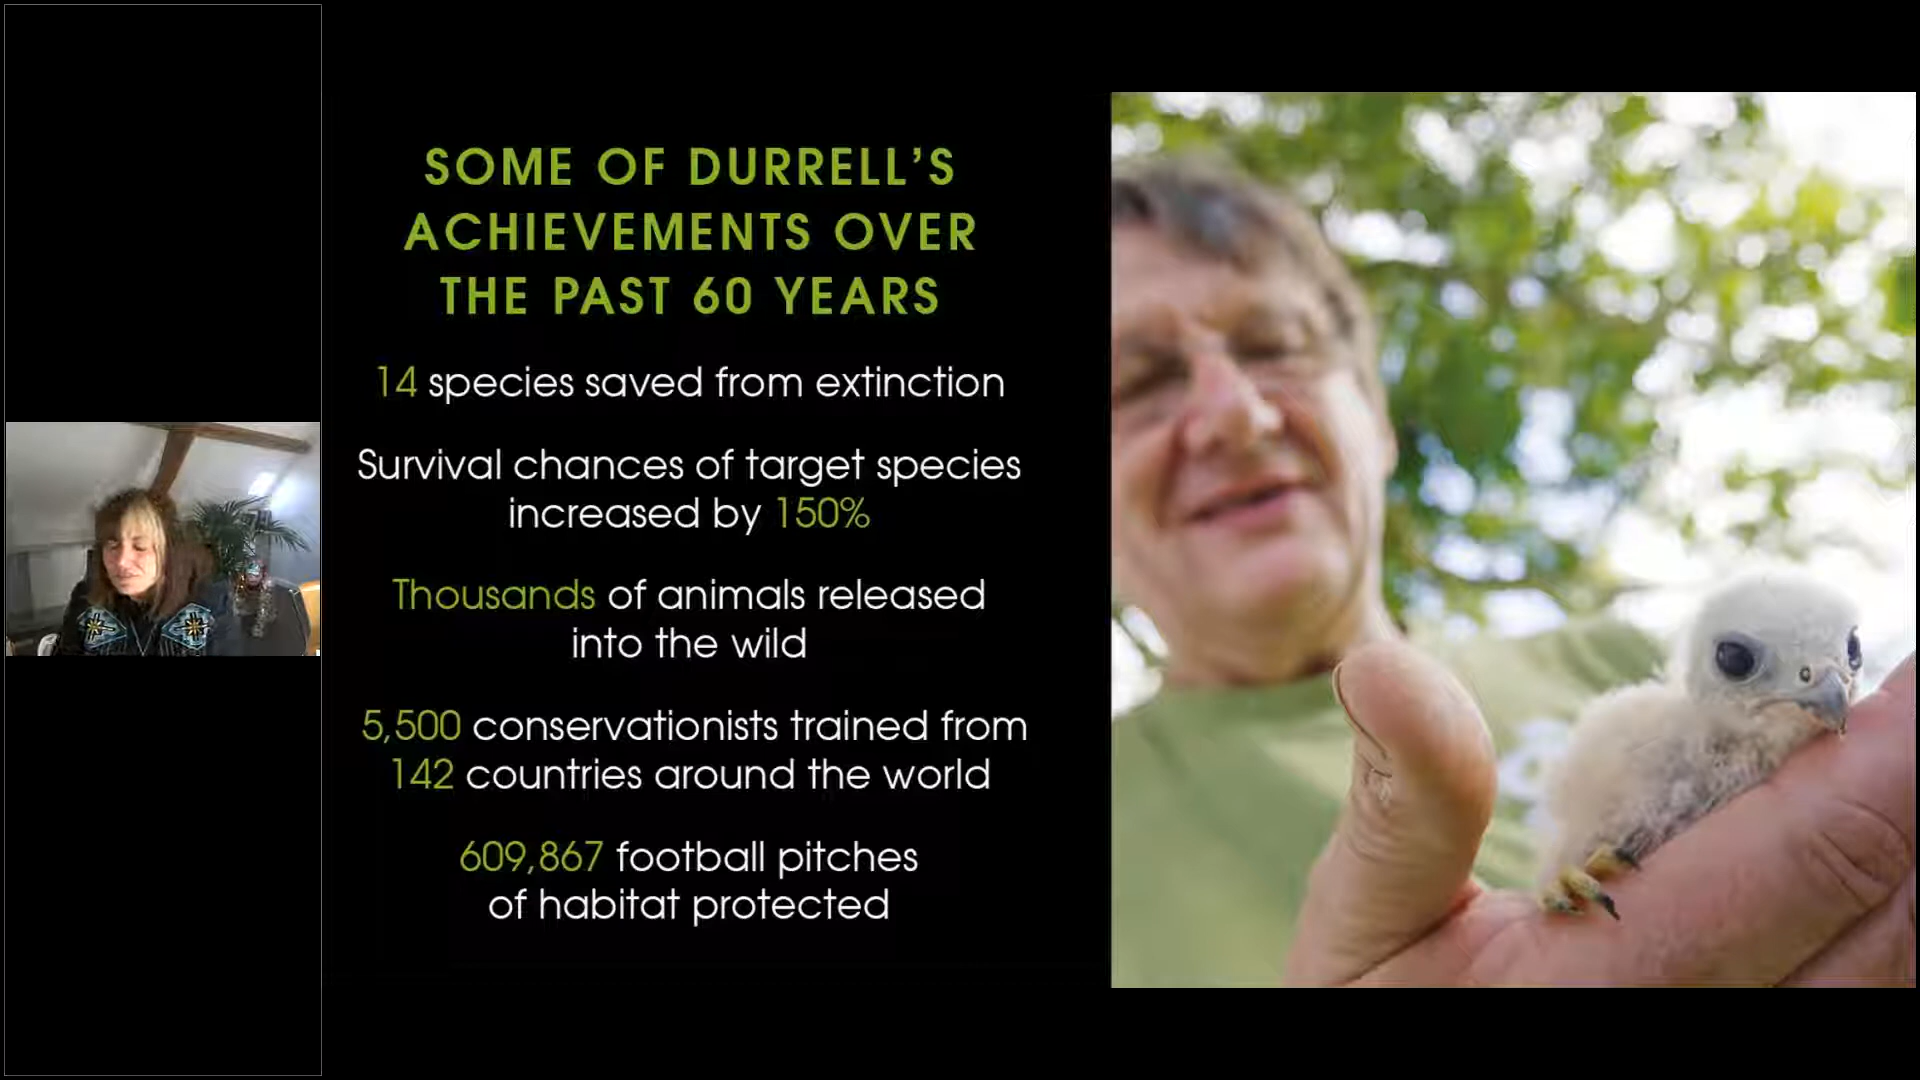 SOME OF DURRELL’S
ACHIEVEMENTS OVER
THE PAST 60 YEARS
14 species saved from extinction
Survival chances of target species
increased by 150%
Thousands of animals released
into the wild
5,500 conservationists trained from
142 countries around the world
609,867 football pitches
of habitat protected